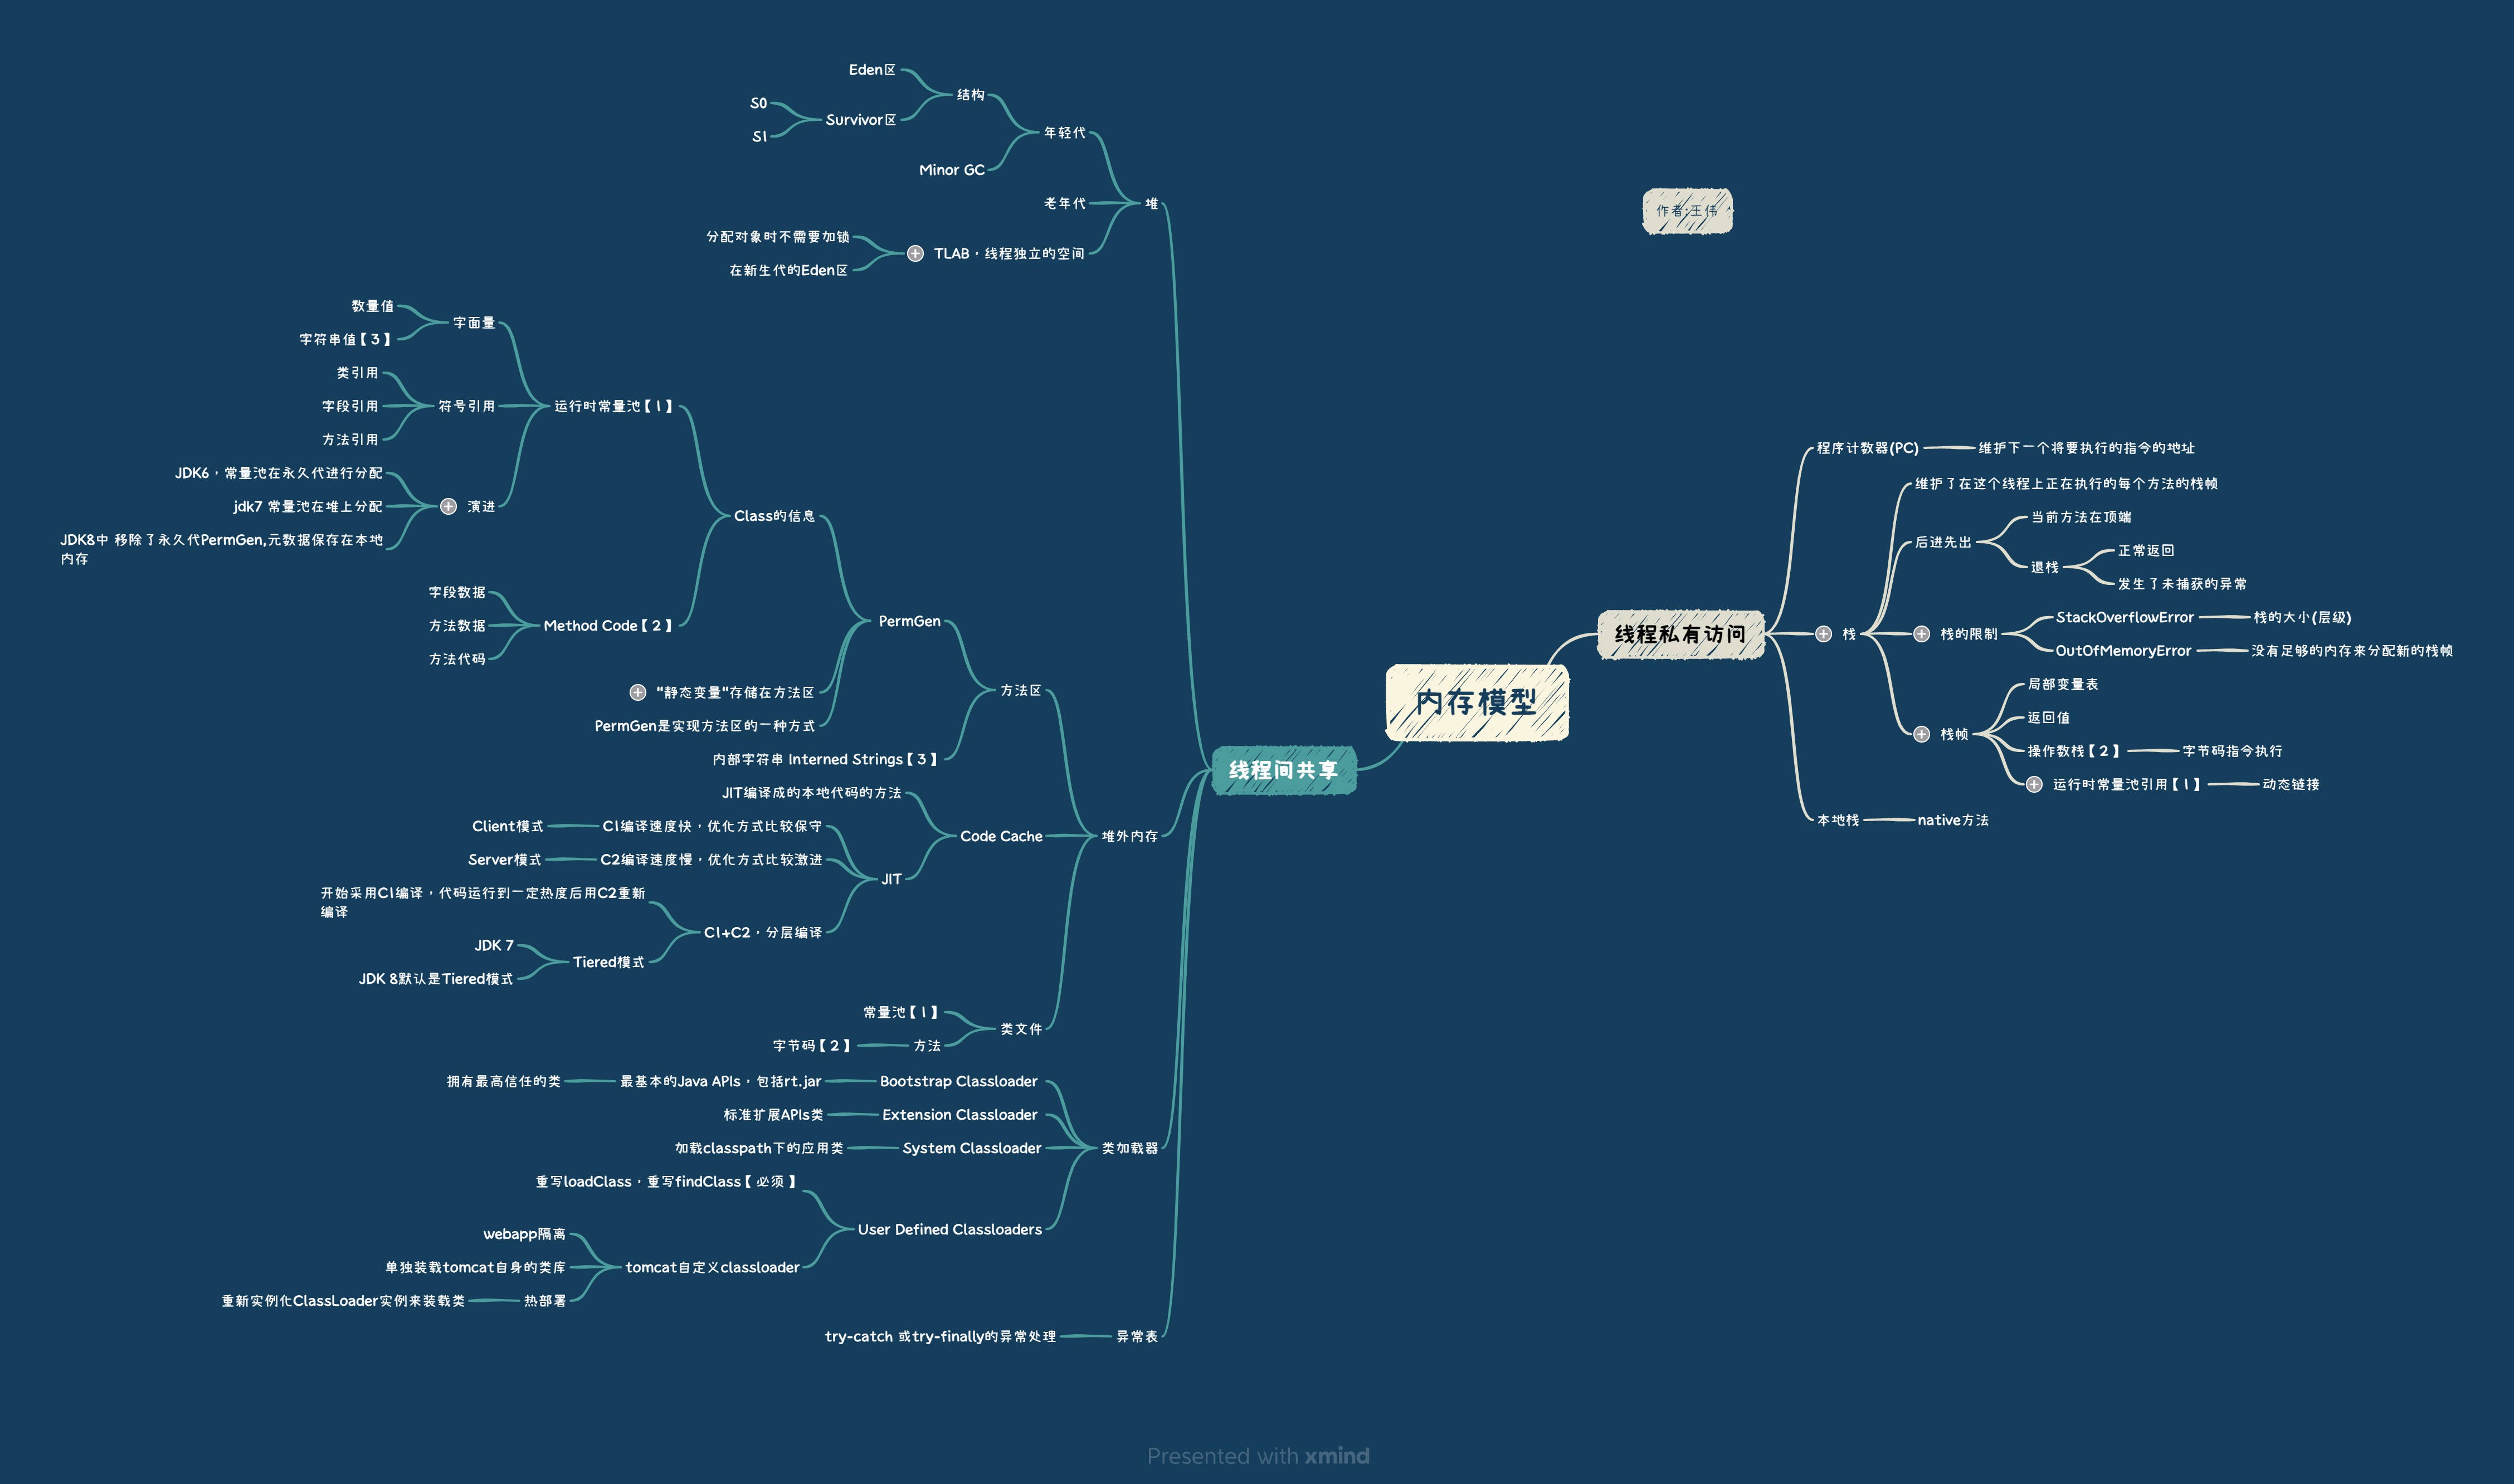 内存模型
作者:王伟
线程私有访问
程序计数器(PC)
维护下一个将要执行的指令的地址
栈
维护了在这个线程上正在执行的每个方法的栈帧
后进先出
当前方法在顶端
退栈
正常返回
发生了未捕获的异常
栈的限制
StackOverflowError
栈的大小(层级)
OutOfMemoryError
没有足够的内存来分配新的栈帧
栈帧
局部变量表
返回值
操作数栈【2】
字节码指令执行
运行时常量池引用【1】
动态链接
本地栈
native方法
线程间共享
堆
年轻代
结构
Eden区
Survivor区
S0
S1
Minor GC
老年代
TLAB，线程独立的空间
分配对象时不需要加锁
在新生代的Eden区
堆外内存
方法区
PermGen
Class的信息
运行时常量池【1】
字面量
数量值
字符串值【3】
符号引用
类引用
字段引用
方法引用
演进
JDK6，常量池在永久代进行分配
jdk7 常量池在堆上分配
JDK8中 移除了永久代PermGen,元数据保存在本地
内存
Method Code【2】
字段数据
方法数据
方法代码
"静态变量"存储在方法区
PermGen是实现方法区的一种方式
内部字符串 Interned Strings【3】
Code Cache
JIT编译成的本地代码的方法
JIT
C1编译速度快，优化方式比较保守
Client模式
C2编译速度慢，优化方式比较激进
Server模式
C1+C2，分层编译
开始采用C1编译，代码运行到一定热度后用C2重新
编译
Tiered模式
JDK 7
JDK 8默认是Tiered模式
类文件
常量池【1】
方法
字节码【2】
类加载器
Bootstrap Classloader
最基本的Java APIs，包括rt.jar
拥有最高信任的类
Extension Classloader
标准扩展APIs类
System Classloader
加载classpath下的应用类
User Defined Classloaders
重写loadClass，重写findClass【必须】
tomcat自定义classloader
webapp隔离
单独装载tomcat自身的类库
热部署
重新实例化ClassLoader实例来装载类
异常表
try-catch 或try-finally的异常处理
Presented with xmind